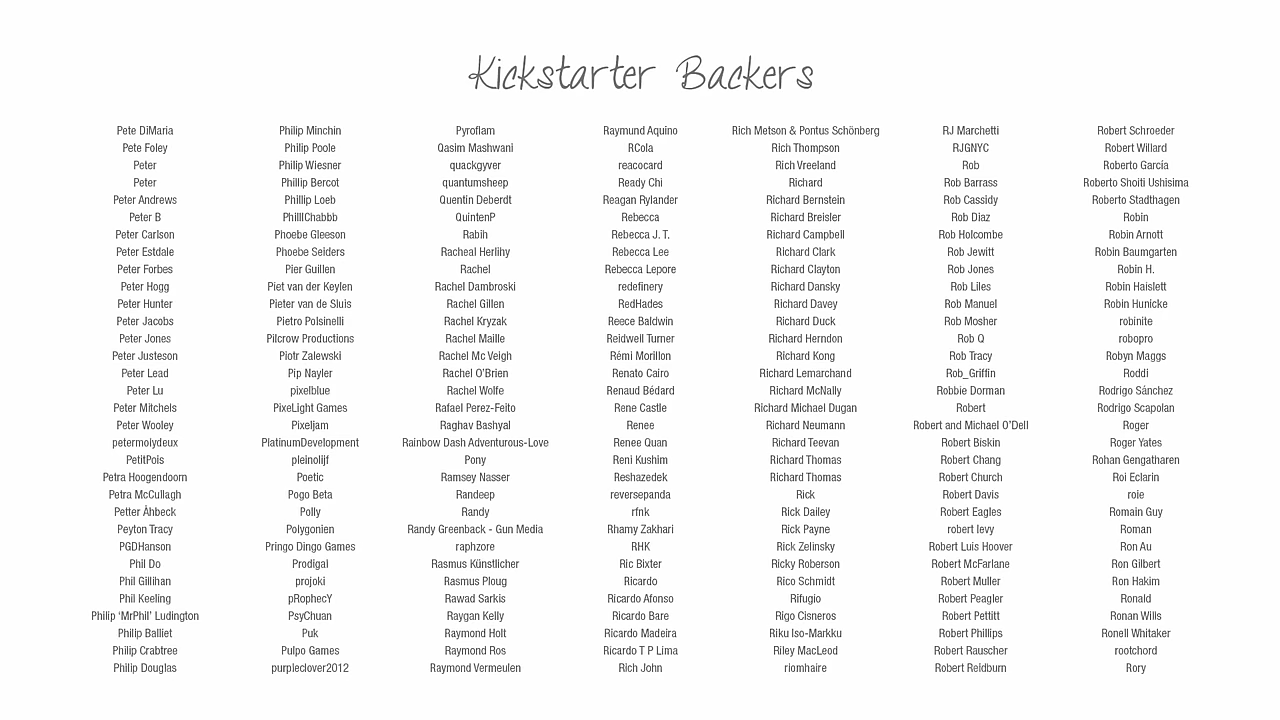 Kickstarter Backers
Pete DiMaria
Pete Foley
Peter
Peter
Peter Andrews
Peter B
Peter Carlson
Peter Estdale
Peter Forbes
Peter Hogg
Peter Hunter
Peter Jacobs
Peter Jones
Peter Justeson
Peter Lead
Peter Lu
Peter Mitchels
Peter Wooley
petermolydeux
PetitPois
Petra Hoogendoorn
Petra McCullagh
Petter Åhbeck
Peyton Tracy
PGDHanson
Phil Do
Phil Gillihan
Phil Keeling
Philip ‘MrPhil’ Ludington
Philip Balliet
Philip Crabtree
Philip Douglas
Philip Minchin
Philip Poole
Philip Wiesner
Phillip Bercot
Phillip Loeb
PhillIChabbb
Phoebe Gleeson
Phoebe Seiders
Pier Guillen
Piet van der Keylen
Pieter van de Sluis
Pietro Polsinelli
Pilcrow Productions
Piotr Zalewski
Pip Nayler
pixelblue
PixeLight Games
Pixeljam
PlatinumDevelopment
pleinolijf
Poetic
Pogo Beta
Polly
Polygonien
Pringo Dingo Games
Prodigal
projoki
pRophecY
PsyChuan
Puk
Pulpo Games
purpleclover2012
Pyroflam
Qasim Mashwani
quackgyver
quantumsheep
Quentin Deberdt
QuintenP
Rabih
Racheal Herlihy
Rachel
Rachel Dambroski
Rachel Gillen
Rachel Kryzak
Rachel Maille
Rachel Mc Veigh
Rachel O’Brien
Rachel Wolfe
Rafael Perez-Feito
Raghav Bashyal
Rainbow Dash Adventurous-Love
Pony
Ramsey Nasser
Randeep
Randy
Randy Greenback - Gun Media
raphzore
Rasmus Künstlicher
Rasmus Ploug
Rawad Sarkis
Raygan Kelly
Raymond Holt
Raymond Ros
Raymond Vermeulen
Raymund Aquino
RCola
reacocard
Ready Chi
Reagan Rylander
Rebecca
Rebecca J. T.
Rebecca Lee
Rebecca Lepore
redefinery
RedHades
Reece Baldwin
Reidwell Turner
Rémi Morillon
Renato Cairo
Renaud Bédard
Rene Castle
Renee
Renee Quan
Reni Kushim
Reshazedek
reversepanda
rfnk
Rhamy Zakhari
RHK
Ric Bixter
Ricardo
Ricardo Afonso
Ricardo Bare
Ricardo Madeira
Ricardo T P Lima
Rich John
Rich Metson & Pontus Schönberg
Rich Thompson
Rich Vreeland
Richard
Richard Bernstein
Richard Breisler
Richard Campbell
Richard Clark
Richard Clayton
Richard Dansky
Richard Davey
Richard Duck
Richard Herndon
Richard Kong
Richard Lemarchand
Richard McNally
Richard Michael Dugan
Richard Neumann
Richard Teevan
Richard Thomas
Richard Thomas
Rick
Rick Dailey
Rick Payne
Rick Zelinsky
Ricky Roberson
Rico Schmidt
Rifugio
Rigo Cisneros
Riku Iso-Markku
Riley MacLeod
riomhaire
RJ Marchetti
RJGNYC
Rob
Rob Barrass
Rob Cassidy
Rob Diaz
Rob Holcombe
Rob Jewitt
Rob Jones
Rob Liles
Rob Manuel
Rob Mosher
Rob Q
Rob Tracy
Rob_Griffin
Robbie Dorman
Robert
Robert and Michael O’Dell
Robert Biskin
Robert Chang
Robert Church
Robert Davis
Robert Eagles
robert levy
Robert Luis Hoover
Robert McFarlane
Robert Muller
Robert Peagler
Robert Pettitt
Robert Phillips
Robert Rauscher
Robert Reldburn
Robert Schroeder
Robert Willard
Roberto García
Roberto Shoiti Ushisima
Roberto Stadthagen
Robin
Robin Arnott
Robin Baumgarten
Robin H.
Robin Haislett
Robin Hunicke
robinite
robopro
Robyn Maggs
Roddi
Rodrigo Sánchez
Rodrigo Scapolan
Roger
Roger Yates
Rohan Gengatharen
Roi Eclarin
roie
Romain Guy
Roman
Ron Au
Ron Gilbert
Ron Hakim
Ronald
Ronan Wills
Ronell Whitaker
rootchord
Rory